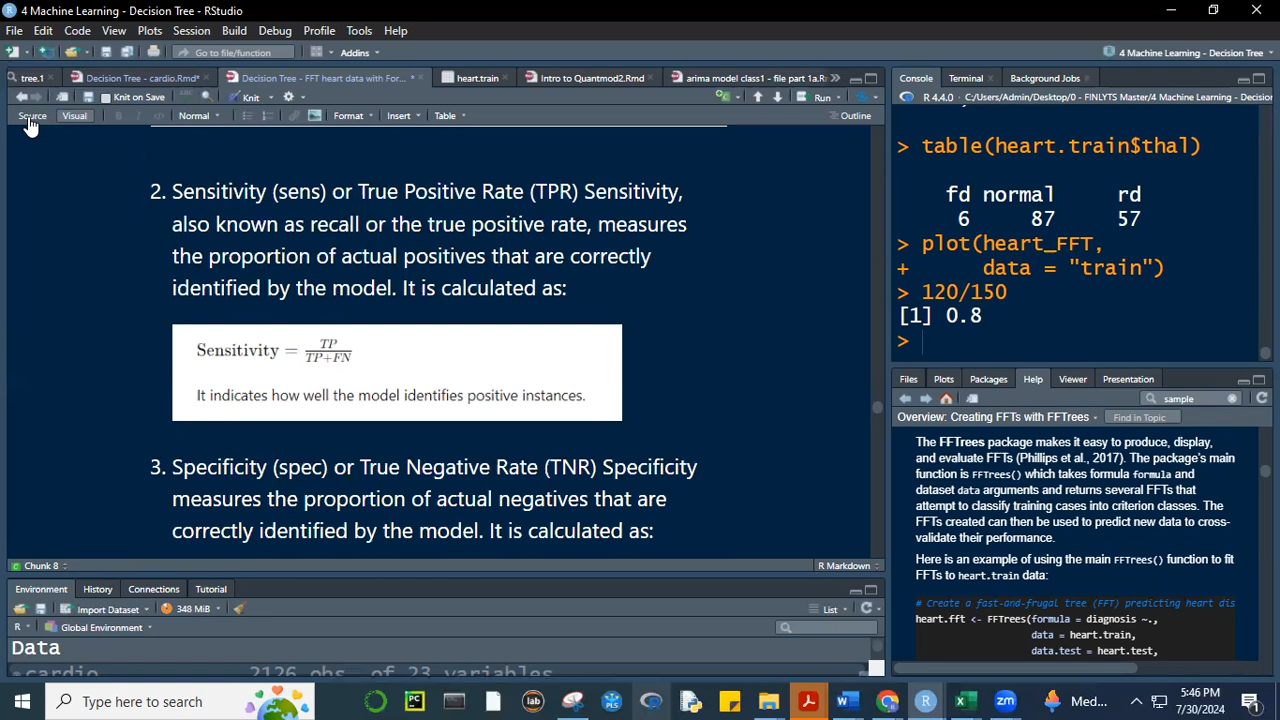 4 Machine Learning - Decision Tree - RStudio
File Edit Code View Plots Session Build Debug Profile Tools Help
Go to file/function Addins 4 Machine Learning - Decision Tree
tree.1 Decision Tree - cardio.Rmd* Decision Tree - FFT heart data with For... * heart.train Intro to Quantmod2.Rmd arima model class1 - file part 1a.Rn
Knit on Save Knit Run
Source Visual B I Normal Format Insert Table Outline
2. Sensitivity (sens) or True Positive Rate (TPR) Sensitivity,
also known as recall or the true positive rate, measures
the proportion of actual positives that are correctly
identified by the model. It is calculated as:
Sensitivity = TP
TP+FN
It indicates how well the model identifies positive instances.
3. Specificity (spec) or True Negative Rate (TNR) Specificity
measures the proportion of actual negatives that are
correctly identified by the model. It is calculated as:
Chunk 8 R Markdown
Environment History Connections Tutorial
Import Dataset 348 MiB List
R Global Environment
Data
cardio 2126 obs. of 23 variables
Console Terminal Background Jobs
R 4.4.0 C:/Users/Admin/Desktop/0 - FINLYTS Master/4 Machine Learning - Decision
> table(heart.train$thal)
fd normal rd
6 87 57
> plot(heart_FFT,
+ data = "train")
> 120/150
[1] 0.8
>
Files Plots Packages Help Viewer Presentation
sample
Overview: Creating FFTs with FFTrees Find in Topic
The FFTrees package makes it easy to produce, display,
and evaluate FFTs (Phillips et al., 2017). The package's main
function is FFTrees() which takes formula formula and
dataset data arguments and returns several FFTs that
attempt to classify training cases into criterion classes. The
FFTs created can then be used to predict new data to cross-
validate their performance.
Here is an example of using the main FFTrees() function to fit
FFTs to heart.train data:
# Create a fast-and-frugal tree (FFT) predicting heart dis
heart.fft <- FFTrees(formula = diagnosis ~.,
data = heart.train,
data.test = heart.test,
Type here to search PC lab PLS R W X zm Med... 5:46 PM
7/30/2024